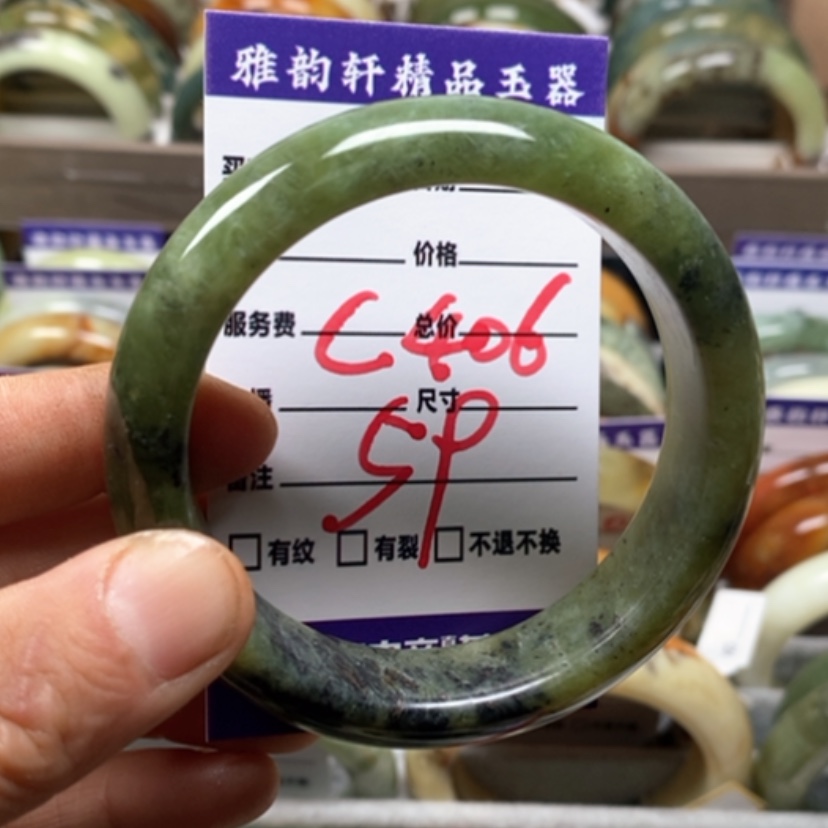 雅韵轩精品玉器
价格
服务费 总价
C406
尺寸
59
备注
有纹 有裂 不退不换